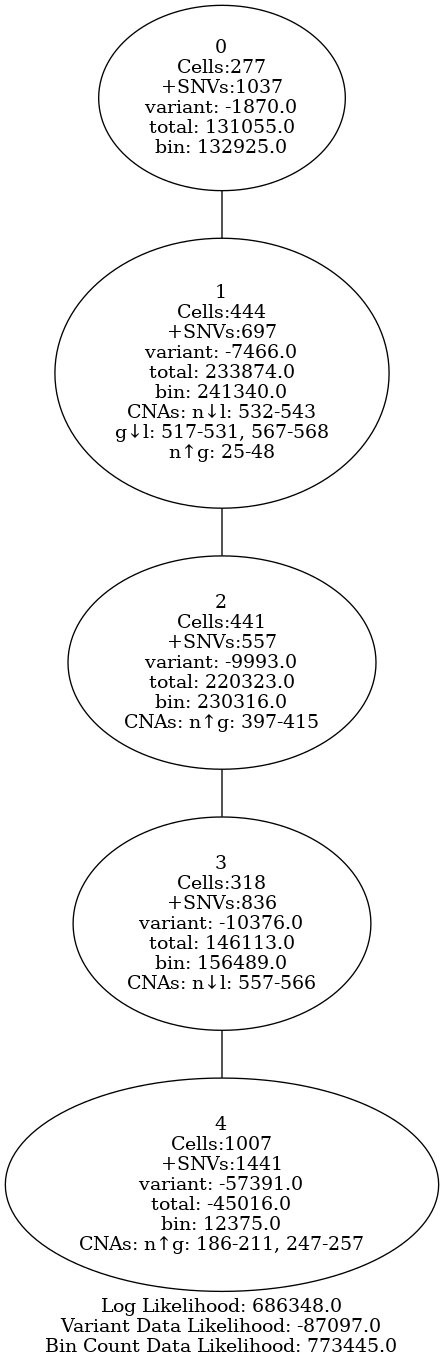 0
Cells:277
+SNVs:1037
variant: -1870.0
total: 131055.0
bin: 132925.0
1
Cells:444
+SNVs:697
variant: -7466.0
total: 233874.0
bin: 241340.0
CNAs: n↓l: 532-543
g↓l: 517-531, 567-568
n↑g: 25-48
2
Cells:441
+SNVs:557
variant: -9993.0
total: 220323.0
bin: 230316.0
CNAs: n↑g: 397-415
3
Cells:318
+SNVs:836
variant: -10376.0
total: 146113.0
bin: 156489.0
CNAs: n↓l: 557-566
4
Cells:1007
+SNVs:1441
variant: -57391.0
total: -45016.0
bin: 12375.0
CNAs: n↑g: 186-211, 247-257
Log Likelihood: 686348.0
Variant Data Likelihood: -87097.0
Bin Count Data Likelihood: 773445.0